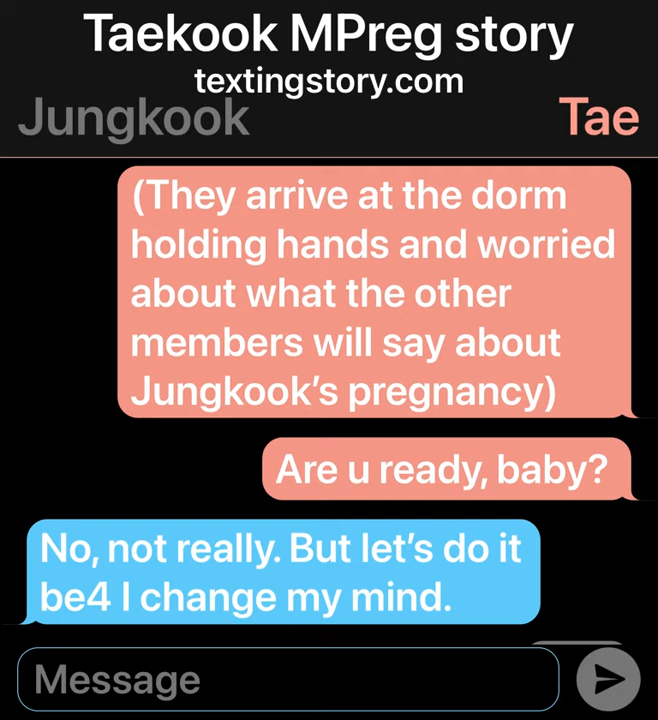 Taekook MPreg story
textingstory.com
Jungkook Tae
(They arrive at the dorm
holding hands and worried
about what the other
members will say about
Jungkook's pregnancy)
Are u ready, baby?
No, not really. But let's do it
be4 I change my mind.
Message